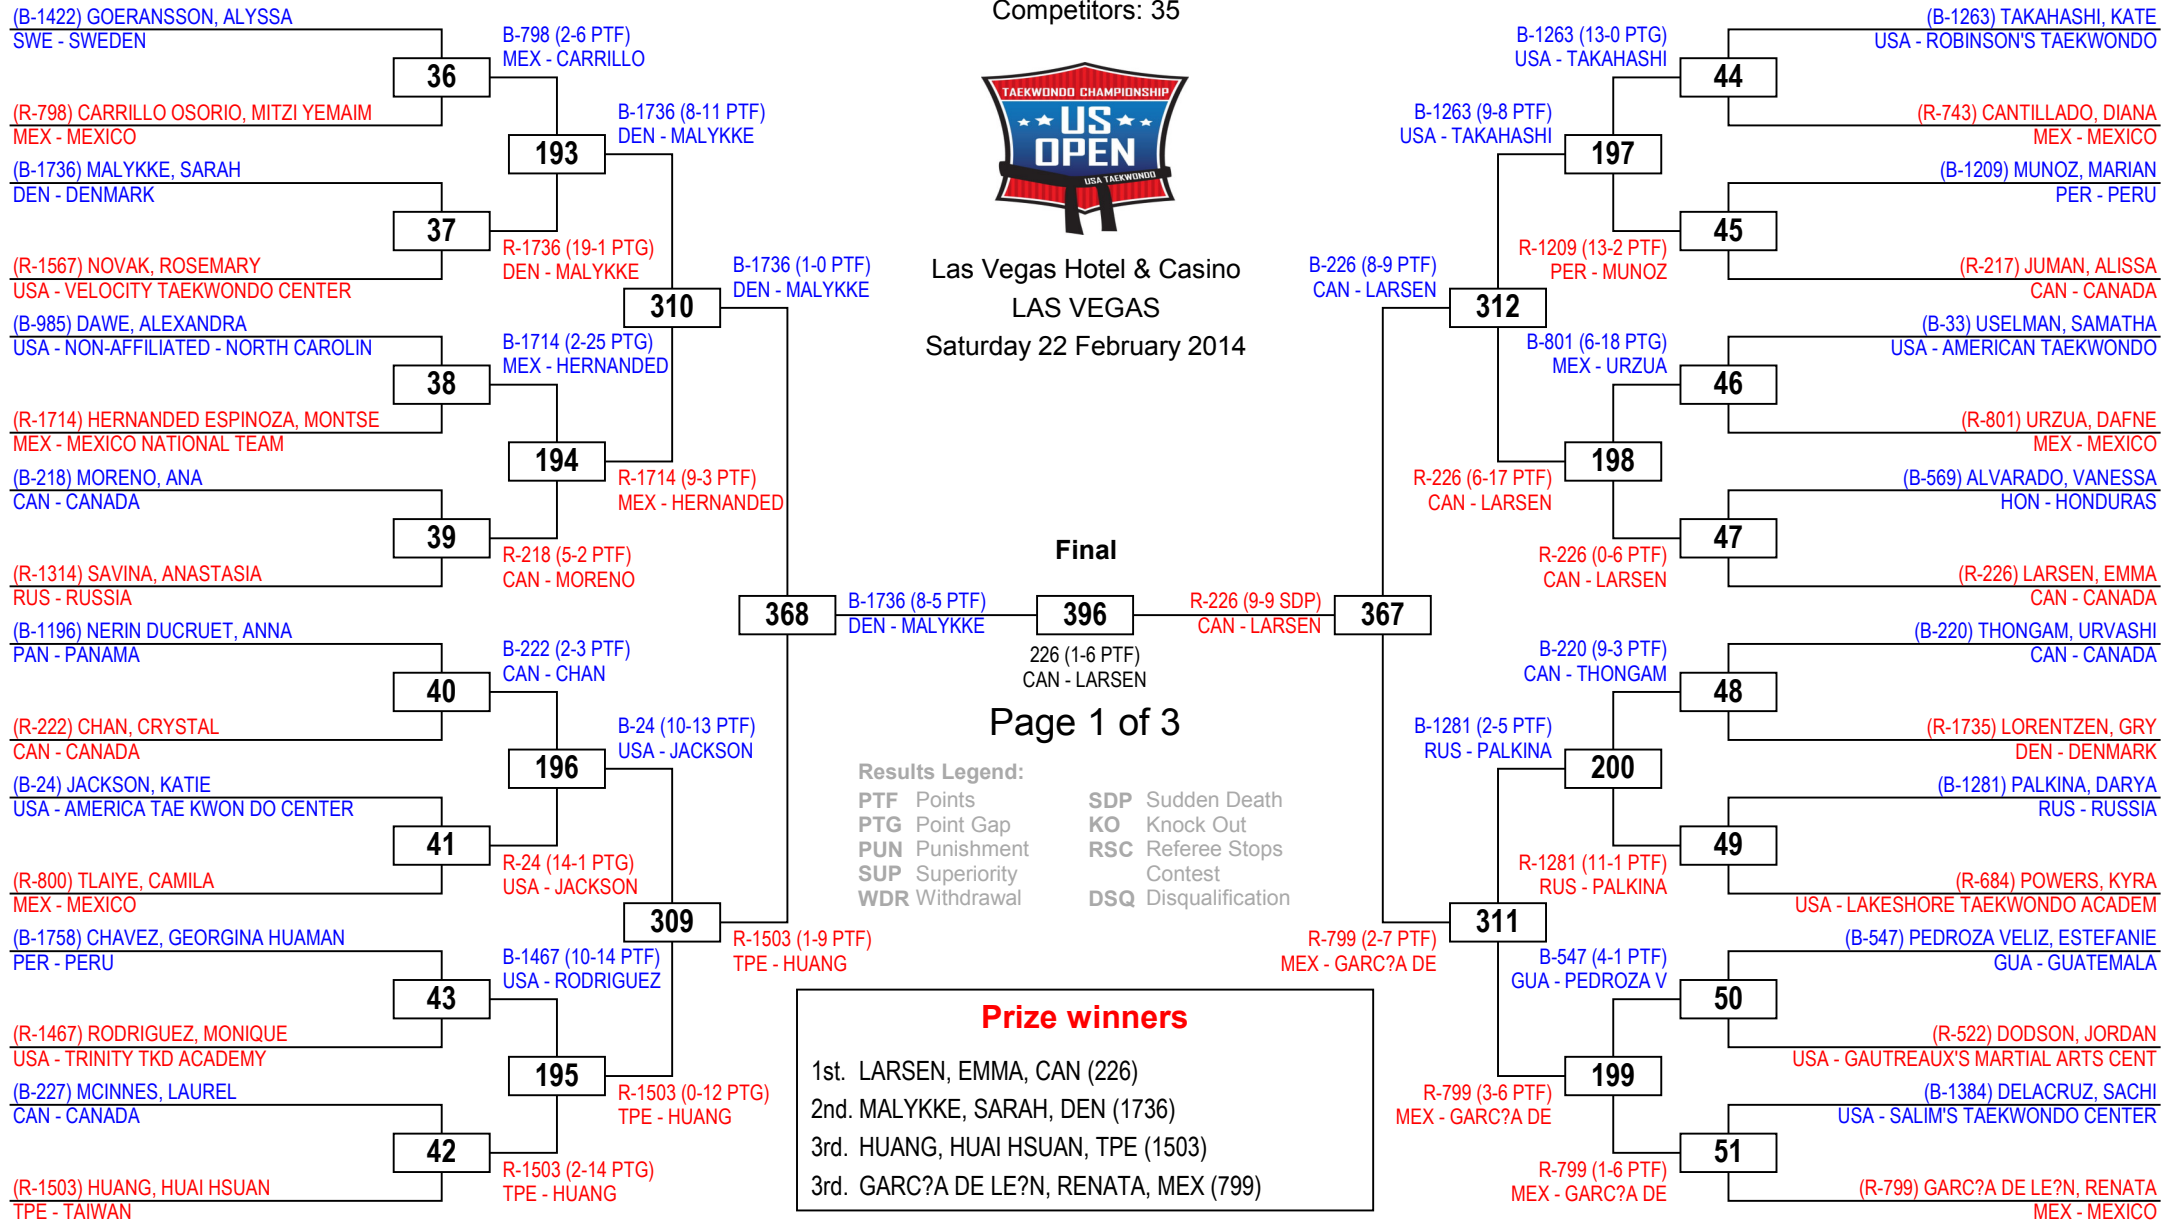 Competitors: 35
TAEKWONDO CHAMPIONSHIP
US
OPEN
USA TAEKWONDO
Las Vegas Hotel & Casino
LAS VEGAS
Saturday 22 February 2014
(B-1422) GOERANSSON, ALYSSA
SWE - SWEDEN
36
(R-798) CARRILLO OSORIO, MITZI YEMAIM
MEX - MEXICO
(B-1736) MALYKKE, SARAH
DEN - DENMARK
37
(R-1567) NOVAK, ROSEMARY
USA - VELOCITY TAEKWONDO CENTER
(B-985) DAWE, ALEXANDRA
USA - NON-AFFILIATED - NORTH CAROLIN
38
(R-1714) HERNANDED ESPINOZA, MONTSE
MEX - MEXICO NATIONAL TEAM
(B-218) MORENO, ANA
CAN - CANADA
39
(R-1314) SAVINA, ANASTASIA
RUS - RUSSIA
(B-1196) NERIN DUCRUET, ANNA
PAN - PANAMA
40
(R-222) CHAN, CRYSTAL
CAN - CANADA
(B-24) JACKSON, KATIE
USA - AMERICA TAE KWON DO CENTER
41
(R-800) TLAIYE, CAMILA
MEX - MEXICO
(B-1758) CHAVEZ, GEORGINA HUAMAN
PER - PERU
43
(R-1467) RODRIGUEZ, MONIQUE
USA - TRINITY TKD ACADEMY
(B-227) MCINNES, LAUREL
CAN - CANADA
42
(R-1503) HUANG, HUAI HSUAN
TPE - TAIWAN
B-798 (2-6 PTF)
MEX - CARRILLO
193
R-1736 (19-1 PTG)
DEN - MALYKKE
B-1714 (2-25 PTG)
MEX - HERNANDED
194
R-218 (5-2 PTF)
CAN - MORENO
B-222 (2-3 PTF)
CAN - CHAN
196
R-24 (14-1 PTG)
USA - JACKSON
B-1467 (10-14 PTF)
USA - RODRIGUEZ
195
R-1503 (2-14 PTG)
TPE - HUANG
B-1736 (8-11 PTF)
DEN - MALYKKE
310
R-1714 (9-3 PTF)
MEX - HERNANDED
B-24 (10-13 PTF)
USA - JACKSON
309
R-1503 (0-12 PTG)
TPE - HUANG
B-1736 (1-0 PTF)
DEN - MALYKKE
368
R-1503 (1-9 PTF)
TPE - HUANG
B-1736 (8-5 PTF)
DEN - MALYKKE
Final
396
226 (1-6 PTF)
CAN - LARSEN
R-226 (9-9 SDP)
CAN - LARSEN
Page 1 of 3
Results Legend:
PTF Points
PTG Point Gap
PUN Punishment
SUP Superiority
WDR Withdrawal
SDP Sudden Death
KO Knock Out
RSC Referee Stops
Contest
DSQ Disqualification
B-226 (8-9 PTF)
CAN - LARSEN
367
R-799 (2-7 PTF)
MEX - GARC?A DE
B-1263 (9-8 PTF)
USA - TAKAHASHI
312
R-226 (6-17 PTF)
CAN - LARSEN
B-1281 (2-5 PTF)
RUS - PALKINA
311
R-799 (3-6 PTF)
MEX - GARC?A DE
B-1263 (13-0 PTG)
USA - TAKAHASHI
197
R-1209 (13-2 PTF)
PER - MUNOZ
B-801 (6-18 PTG)
MEX - URZUA
198
R-226 (0-6 PTF)
CAN - LARSEN
B-220 (9-3 PTF)
CAN - THONGAM
200
R-1281 (11-1 PTF)
RUS - PALKINA
B-547 (4-1 PTF)
GUA - PEDROZA V
199
R-799 (1-6 PTF)
MEX - GARC?A DE
(B-1263) TAKAHASHI, KATE
USA - ROBINSON'S TAEKWONDO
44
(R-743) CANTILLADO, DIANA
MEX - MEXICO
(B-1209) MUNOZ, MARIAN
PER - PERU
45
(R-217) JUMAN, ALISSA
CAN - CANADA
(B-33) USELMAN, SAMATHA
USA - AMERICAN TAEKWONDO
46
(R-801) URZUA, DAFNE
MEX - MEXICO
(B-569) ALVARADO, VANESSA
HON - HONDURAS
47
(R-226) LARSEN, EMMA
CAN - CANADA
(B-220) THONGAM, URVASHI
CAN - CANADA
48
(R-1735) LORENTZEN, GRY
DEN - DENMARK
(B-1281) PALKINA, DARYA
RUS - RUSSIA
49
(R-684) POWERS, KYRA
USA - LAKESHORE TAEKWONDO ACADEM
(B-547) PEDROZA VELIZ, ESTEFANIE
GUA - GUATEMALA
50
(R-522) DODSON, JORDAN
USA - GAUTREAUX'S MARTIAL ARTS CENT
(B-1384) DELACRUZ, SACHI
USA - SALIM'S TAEKWONDO CENTER
51
(R-799) GARC?A DE LE?N, RENATA
MEX - MEXICO
Prize winners
1st. LARSEN, EMMA, CAN (226)
2nd. MALYKKE, SARAH, DEN (1736)
3rd. HUANG, HUAI HSUAN, TPE (1503)
3rd. GARC?A DE LE?N, RENATA, MEX (799)